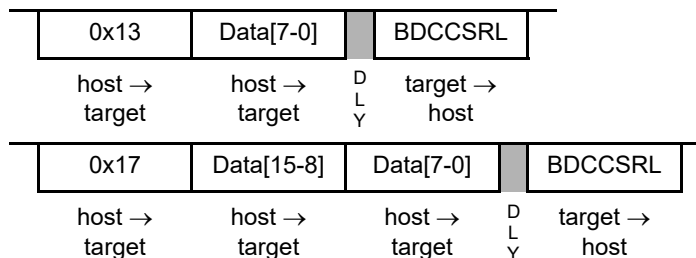 0x13 Data[7-0] BDCCSRL
host → host → D target →
target target L host
Y
0x17 Data[15-8] Data[7-0] BDCCSRL
host → host → host → D target →
target target target L host
Y